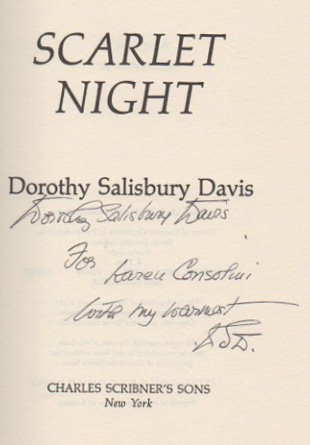 SCARLET
NIGHT
Dorothy Salisbury Davis
Dorothy Salisbury Davis
For
Karen Consolini
with my warmest
DSD.
CHARLES SCRIBNER'S SONS
New York